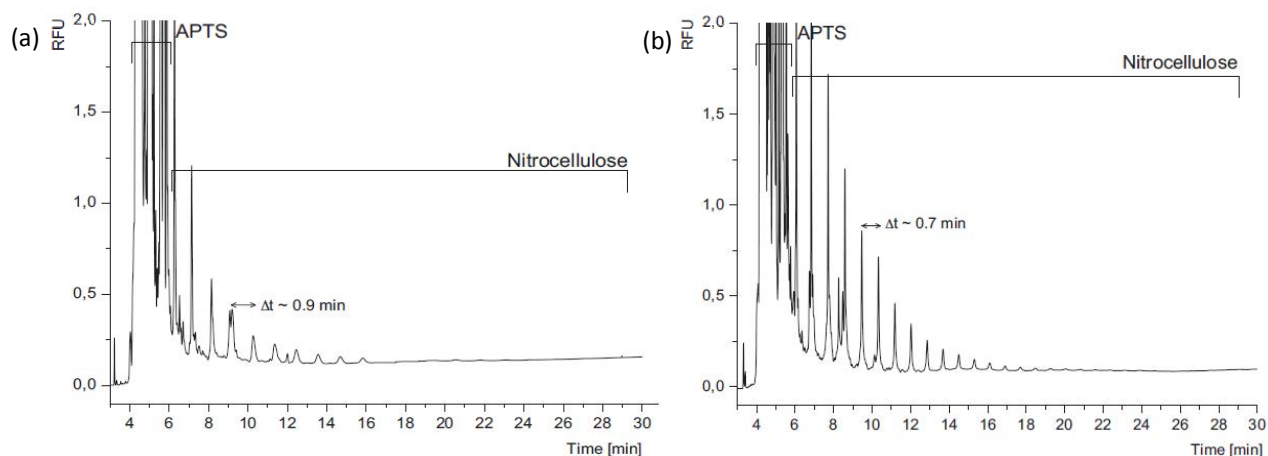 (a)
RFU
2,0
1,5
1,0
0,5
0,0
APTS
Nitrocellulose
Δt ~ 0.9 min
4 6 8 10 12 14 16 18 20 22 24 26 28 30
Time [min]
(b)
RFU
2,0
1,5
1,0
0,5
0,0
APTS
Nitrocellulose
Δt ~ 0.7 min
4 6 8 10 12 14 16 18 20 22 24 26 28 30
Time [min]